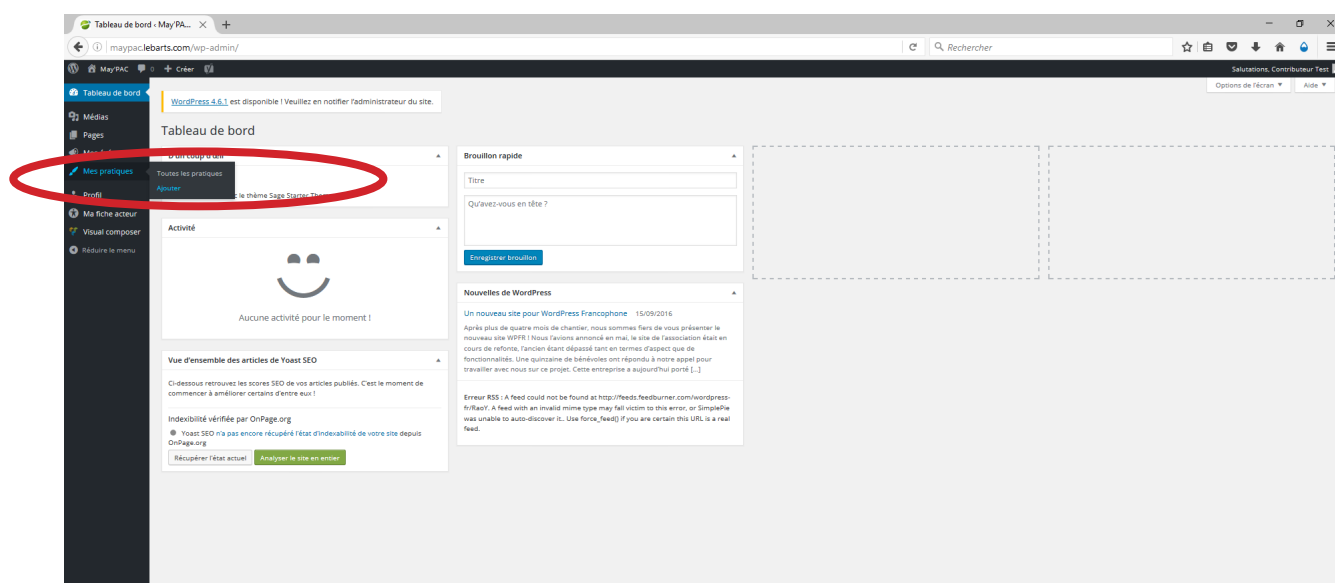 Tableau de bord ‹ May'PA...
maypac.lebarts.com/wp-admin/
Rechercher
May'PAC 0 + Créer
Salutations, Contributeur Test
Tableau de bord
Médias
Pages
Mes pratiques
Toutes les pratiques
Ajouter
Profil
Ma fiche acteur
Visual composer
Réduire le menu
Options de l'écran
Aide
WordPress 4.6.1 est disponible ! Veuillez en notifier l'administrateur du site.
Tableau de bord
D'un coup d'œil
le thème Sage Starter
Activité
Aucune activité pour le moment !
Vue d'ensemble des articles de Yoast SEO
Ci-dessous retrouvez les scores SEO de vos articles publiés. C'est le moment de
commencer à améliorer certains d'entre eux !
Indexibilité vérifiée par OnPage.org
Yoast SEO n'a pas encore récupéré l'état d'indexabilité de votre site depuis
OnPage.org
Récupérer l'état actuel
Analyser le site en entier
Brouillon rapide
Titre
Qu'avez-vous en tête ?
Enregistrer brouillon
Nouvelles de WordPress
Un nouveau site pour WordPress Francophone 15/09/2016
Après plus de quatre mois de chantier, nous sommes fiers de vous présenter le
nouveau site WPFR ! Nous l'avions annoncé en mai, le site de l'association était en
cours de refonte, l'ancien étant dépassé tant en termes d'aspect que de
fonctionnalités. Une quinzaine de bénévoles ont répondu à notre appel pour
travailler avec nous sur ce projet. Cette entreprise a aujourd'hui porté [...]
Erreur RSS : A feed could not be found at http://feeds.feedburner.com/wordpress-
fr/RaoY. A feed with an invalid mime type may fall victim to this error, or SimplePie
was unable to auto-discover it.. Use force_feed() if you are certain this URL is a real
feed.